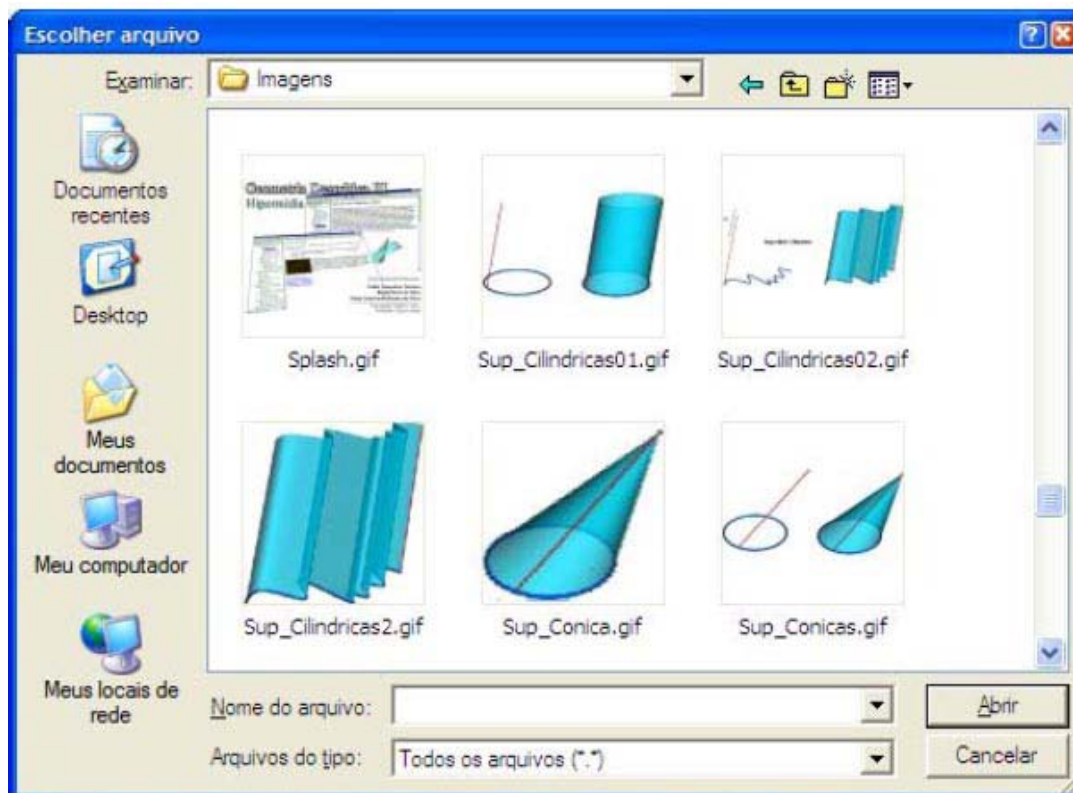 Escolher arquivo
Examinar:
Imagens
Documentos
recentes
Desktop
Meus
documentos
Meu computador
Meus locais de
rede
Splash.gif
Sup_Cilindricas01.gif
Sup_Cilindricas02.gif
Sup_Cilindricas2.gif
Sup_Conica.gif
Sup_Conicas.gif
Nome do arquivo:
Abrir
Arquivos do tipo:
Todos os arquivos (*.*)
Cancelar